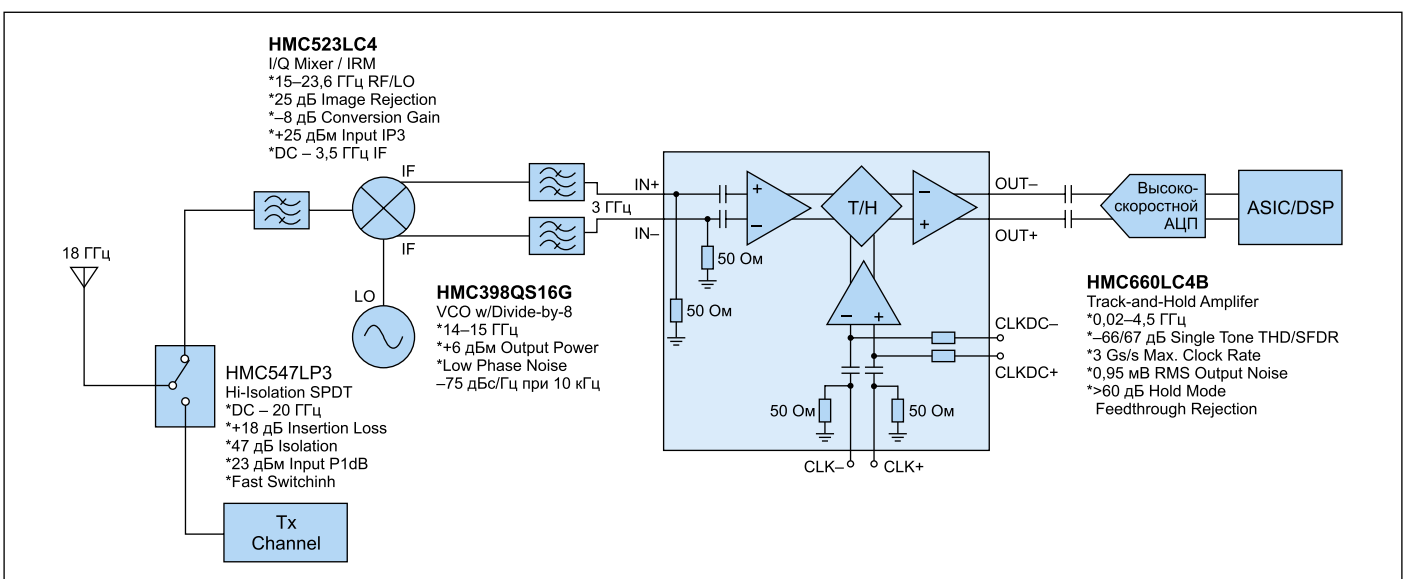 HMC523LC4
I/Q Mixer / IRM
*15–23,6 ГГц RF/LO
*25 дБ Image Rejection
*–8 дБ Conversion Gain
*+25 дБм Input IP3
*DC – 3,5 ГГц IF
IF
IF
LO
18 ГГц
HMC547LP3
Hi-Isolation SPDT
*DC – 20 ГГц
*+18 дБ Insertion Loss
*47 дБ Isolation
*23 дБм Input P1dB
*Fast Switchinh
Tx
Channel
HMC398QS16G
VCO w/Divide-by-8
*14–15 ГГц
*+6 дБм Output Power
*Low Phase Noise
–75 дБс/Гц при 10 кГц
IN+
3 ГГц
IN–
+
–
50 Ом
50 Ом
T/H
–
+
–
+
50 Ом
50 Ом
CLK–
CLK+
CLKDC–
CLKDC+
OUT–
OUT+
Высоко-
скоростной
АЦП
ASIC/DSP
HMC660LC4B
Track-and-Hold Amplifer
*0,02–4,5 ГГц
*–66/67 дБ Single Tone THD/SFDR
*3 Gs/s Max. Clock Rate
*0,95 мВ RMS Output Noise
*>60 дБ Hold Mode
Feedthrough Rejection